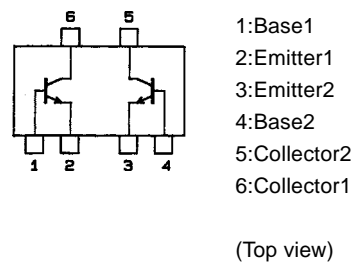 6 5
1 2 3 4
1:Base1
2:Emitter1
3:Emitter2
4:Base2
5:Collector2
6:Collector1
(Top view)